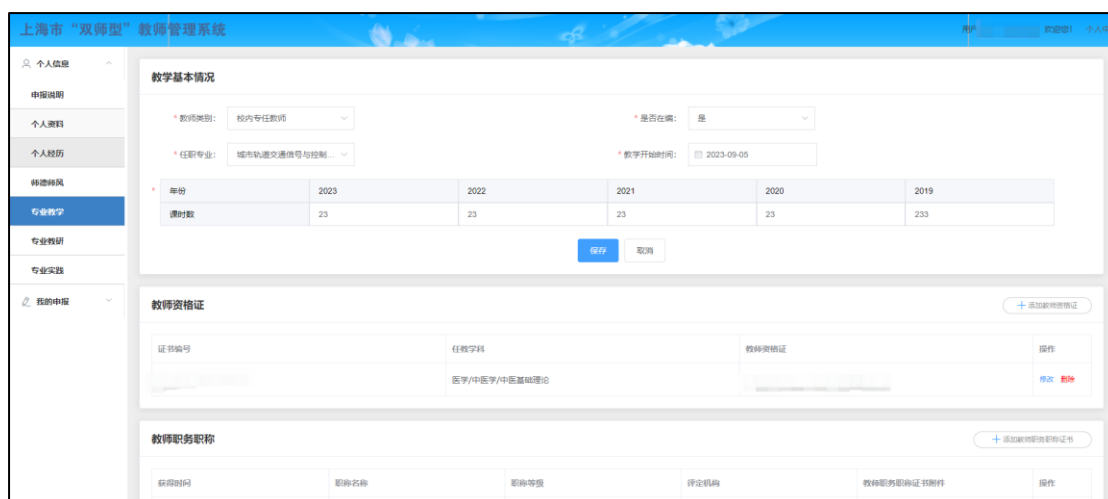 上海市“双师型”教师管理系统
用户 欢迎您! 个人中
个人信息
申报说明
个人资料
个人经历
师德师风
专业教学
专业教研
专业实践
我的申报
教学基本情况
* 教师类别: 校内专任教师 * 是否在编: 是
* 任职专业: 城市轨道交通信号与控制... * 教学开始时间: 2023-09-05
* 年份 2023 2022 2021 2020 2019
课时数 23 23 23 23 233
保存 取消
教师资格证 + 添加教师资格证
证书编号 任教学科 教师资格证 操作
医学/中医学/中医基础理论 修改 删除
教师职务职称 + 添加教师职务职称证书
获得时间 职称名称 职称等级 评定机构 教师职务职称证书附件 操作